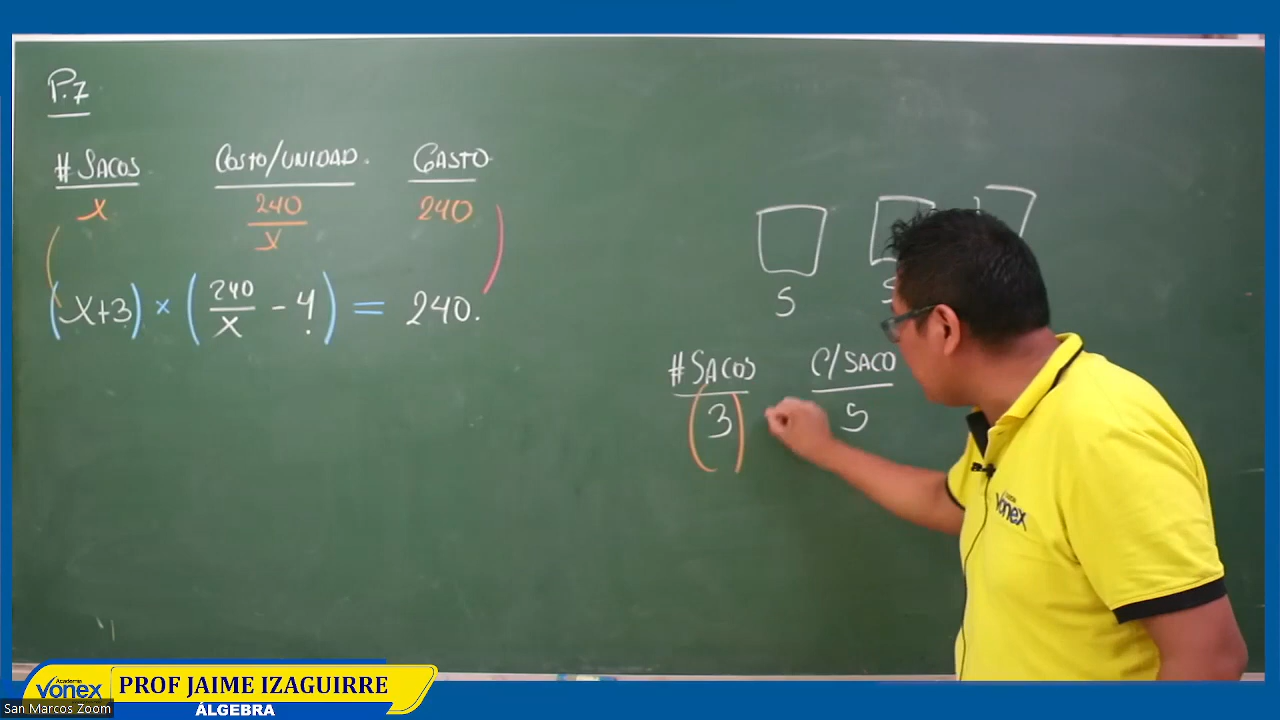 P.7
# SACOS COSTO/UNIDAD. GASTO
x 240/x 240
(x+3) × (240/x - 4) = 240.
5
# SACOS C/SACO
(3) 5
Vonex
Academia
Vonex
PROF JAIME IZAGUIRRE
ÁLGEBRA
San Marcos Zoom